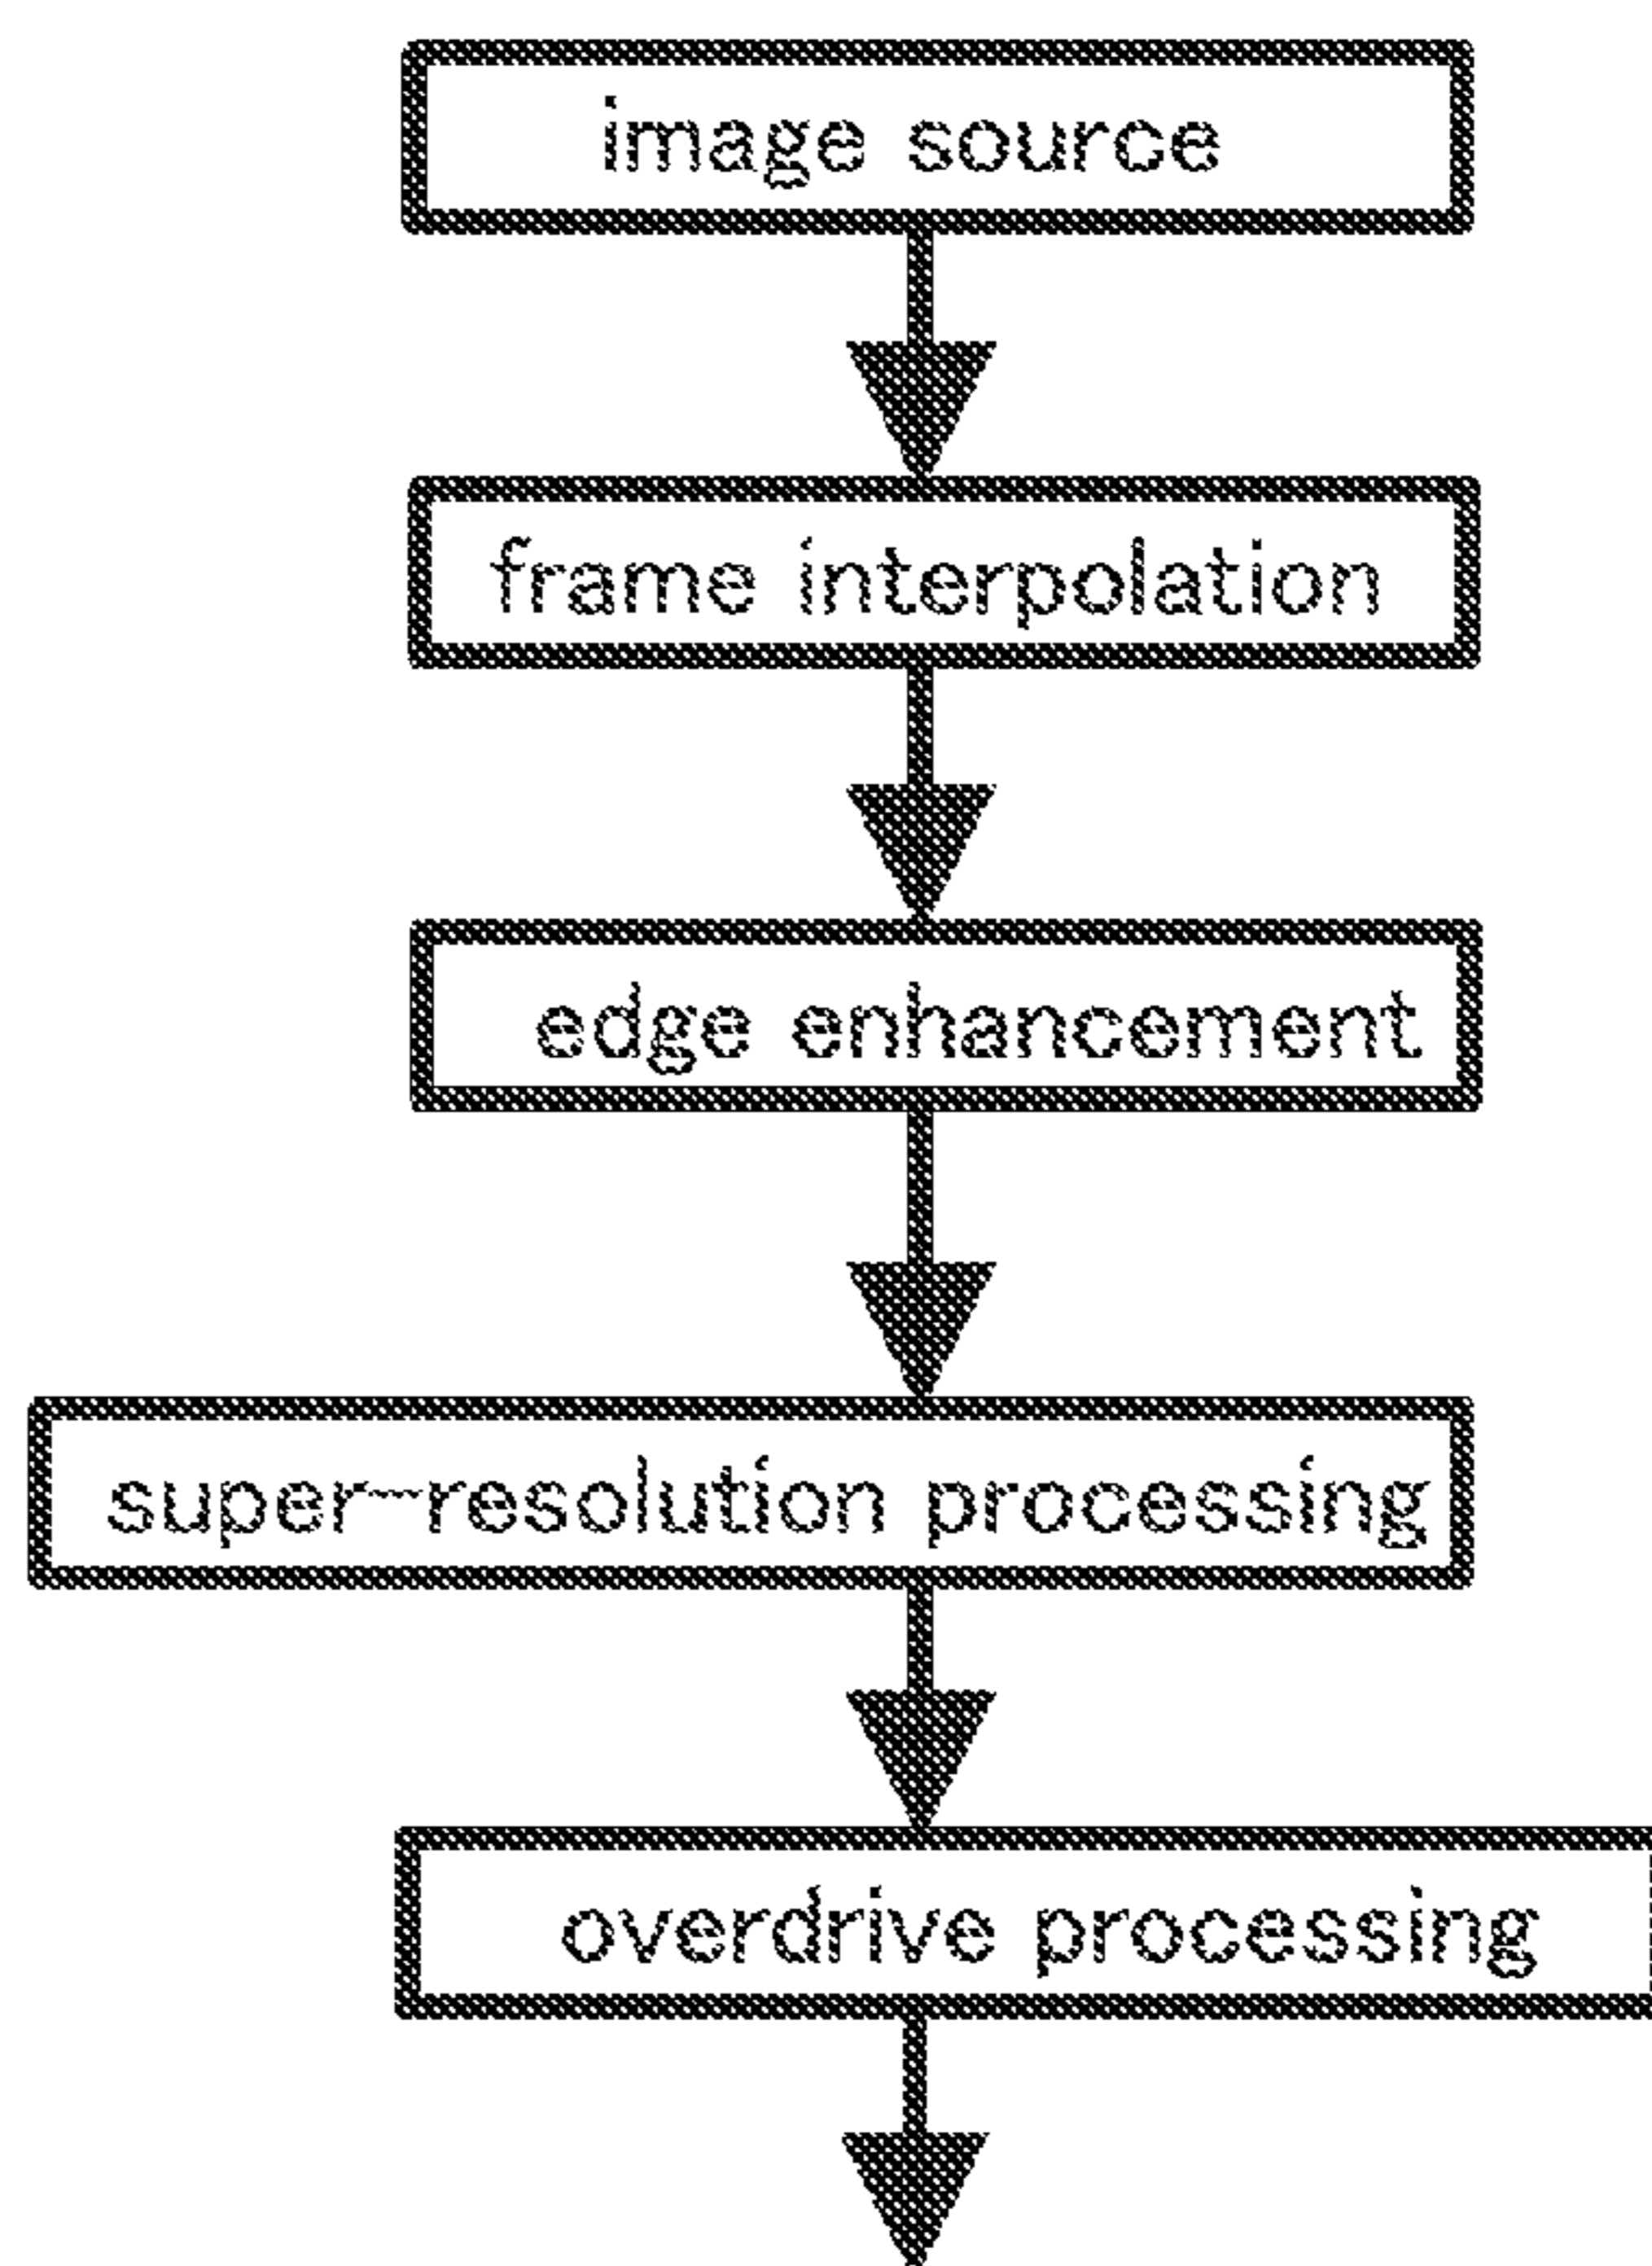 image source
frame interpolation
edge enhancement
super-resolution processing
overdrive processing